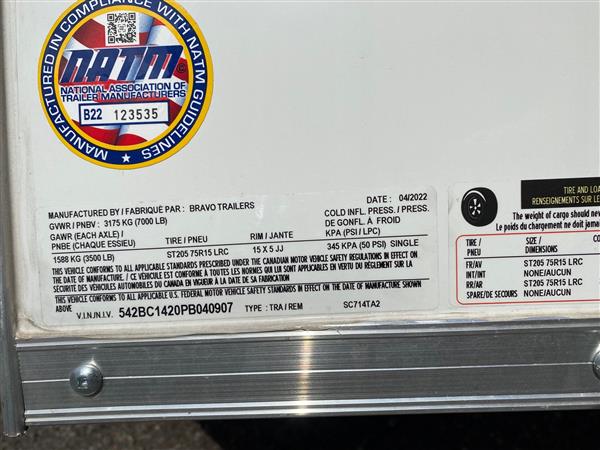 MANUFACTURED IN COMPLIANCE WITH NATM GUIDELINES
NATM
NATIONAL ASSOCIATION OF
TRAILER MANUFACTURERS
B22 123535
MANUFACTURED BY / FABRIQUÉ PAR : BRAVO TRAILERS DATE : 04/2022
GVWR / PNBV : 3175 KG (7000 LB) COLD INFL. PRESS. / PRESS.
GAWR (EACH AXLE) / DE GONFL. À FROID
PNBE (CHAQUE ESSIEU) TIRE / PNEU RIM / JANTE KPA (PSI / LPC)
1588 KG (3500 LB) ST205 75R15 LRC 15 X 5 JJ 345 KPA (50 PSI) SINGLE
THIS VEHICLE CONFORMS TO ALL APPLICABLE STANDARDS PRESCRIBED UNDER THE CANADIAN MOTOR VEHICLE SAFETY REGULATIONS IN EFFECT ON
THE DATE OF MANUFACTURE. / CE VÉHICULE EST CONFORME À TOUTES LES NORMES QUI LUI SONT APPLICABLES EN VERTU DU RÈGLEMENT SUR LA
SÉCURITÉ DES VÉHICULES AUTOMOBILES DU CANADA EN VIGUEUR À LA DATE DE SA FABRICATION
THIS VEHICLE CONFORMS TO ALL APPLICABLE U.S. FEDERAL MOTOR VEHICLE SAFETY STANDARDS IN EFFECT ON THE DATE OF MANUFACTURE SHOWN
ABOVE
V.I.N./N.I.V. 542BC1420PB040907 TYPE : TRA / REM SC714TA2
TIRE AND LOA
RENSEIGNEMENTS SUR LE
The weight of cargo should nev
Le poids du chargement ne doit jama
TIRE / SIZE / CO
PNEU DIMENSIONS
FR/AV ST205 75R15 LRC
INT/INT NONE/AUCUN
RR/AR ST205 75R15 LRC
SPARE/DE SECOURS NONE/AUCUN